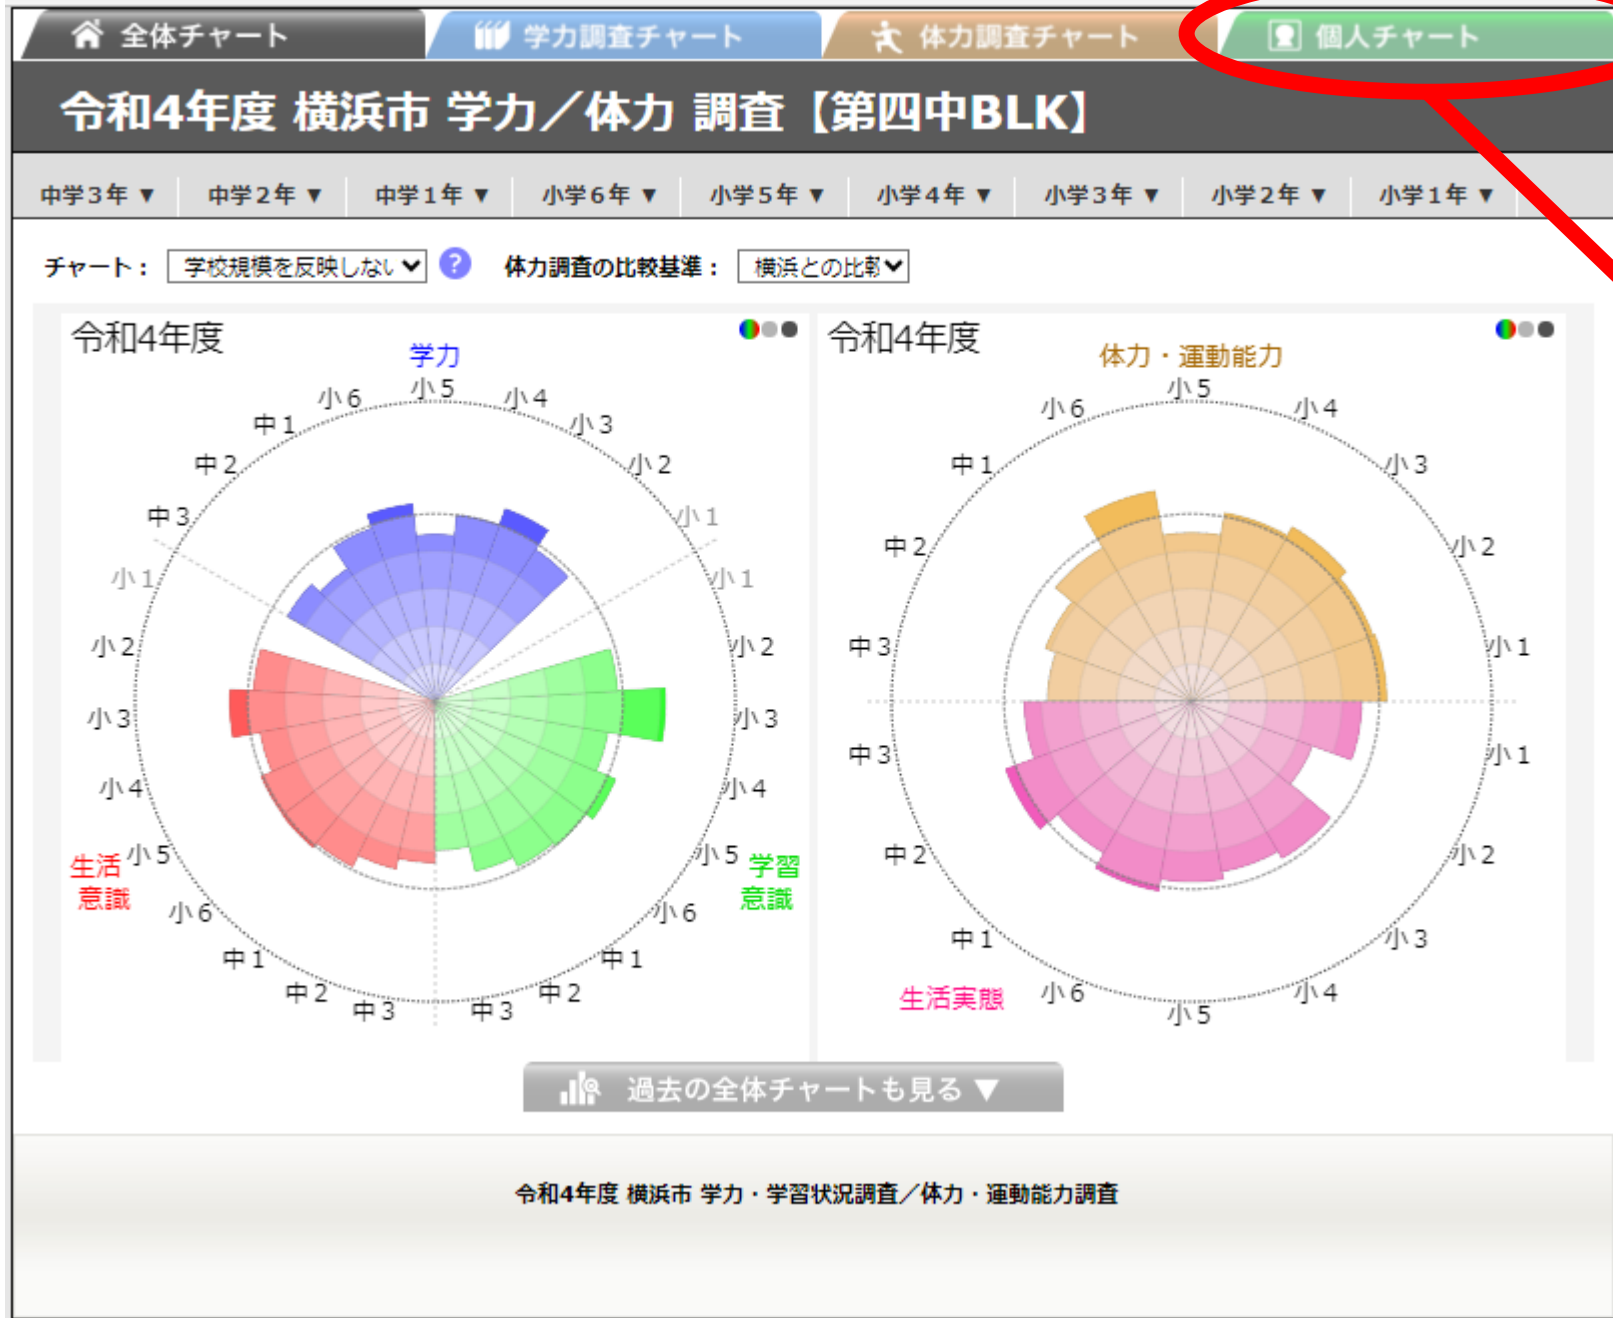 全体チャート
学力調査チャート
体力調査チャート
個人チャート
令和4年度 横浜市 学力／体力 調査【第四中BLK】
中学3年 ▼
中学2年 ▼
中学1年 ▼
小学6年 ▼
小学5年 ▼
小学4年 ▼
小学3年 ▼
小学2年 ▼
小学1年 ▼
チャート： 学校規模を反映しない
?
体力調査の比較基準： 横浜との比較
令和4年度
学力
小5
小6
小4
中1
小3
中2
小2
中3
小1
小1
小1
小2
小2
小3
小3
小4
小4
生活
意識
小5
小5
学習
意識
小6
小6
中1
中1
中2
中2
中3
中3
令和4年度
体力・運動能力
小5
小6
小4
中1
小3
中2
小2
中3
小1
中3
小1
中2
小2
中1
小3
生活実態
小6
小4
小5
過去の全体チャートも見る ▼
令和4年度 横浜市 学力・学習状況調査／体力・運動能力調査